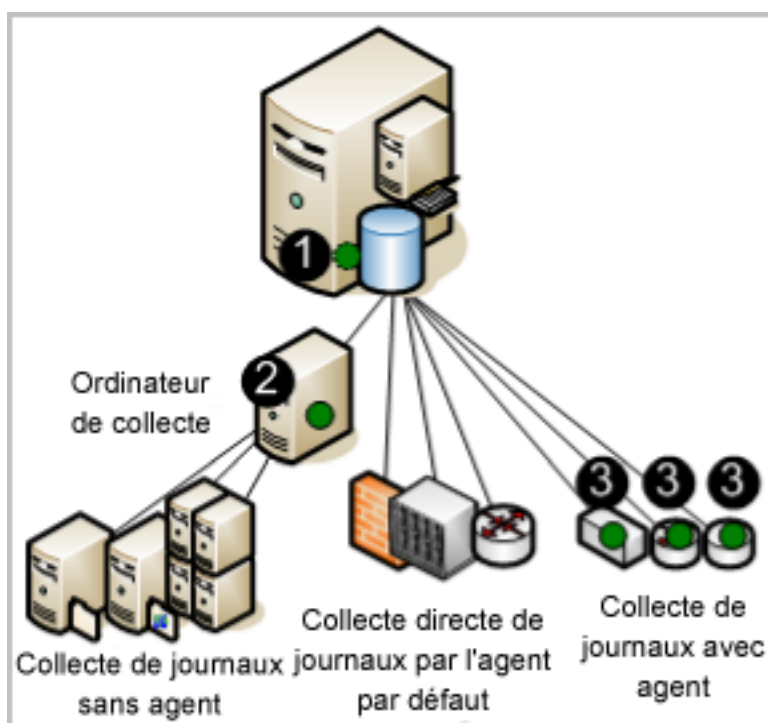 1
2
Ordinateur
de collecte
3 3 3
Collecte de journaux
sans agent
Collecte directe de
journaux par l'agent
par défaut
Collecte de
journaux avec
agent